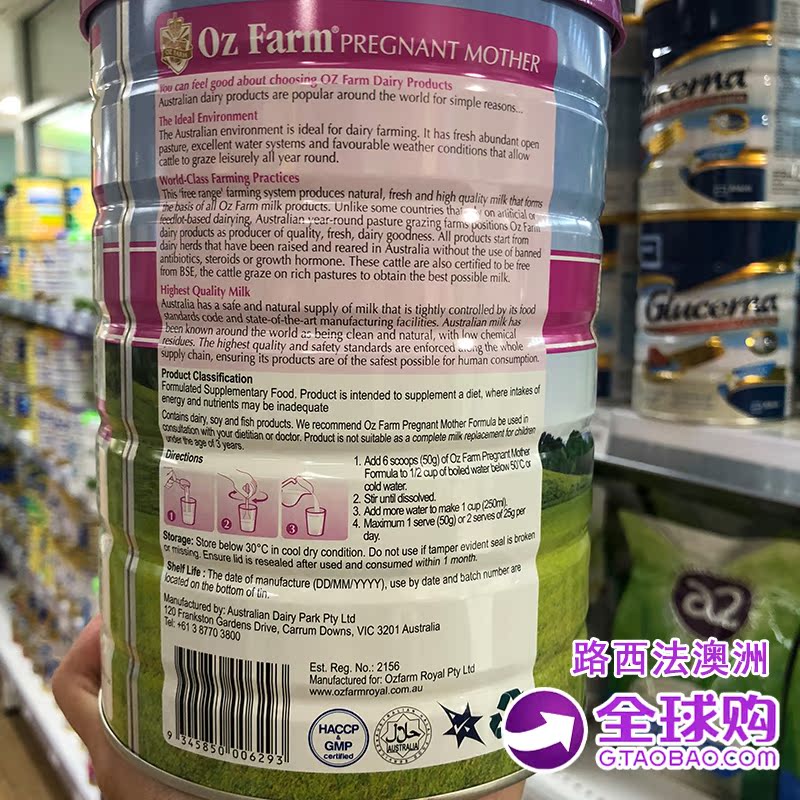 Oz Farm® PREGNANT MOTHER
You can feel good about choosing OZ Farm Dairy Products
Australian dairy products are popular around the world for simple reasons...
The Ideal Environment
The Australian environment is ideal for dairy farming. It has fresh abundant open
pasture, excellent water systems and favourable weather conditions that allow
cattle to graze leisurely all year round.
World-Class Farming Practices
This 'free range' farming system produces natural, fresh and high quality milk that forms
the basis of all Oz Farm milk products. Unlike some countries that on artificial or
feedlot-based dairying, Australian year-round pasture grazing farms positions Oz Farm
dairy products as producer of quality, fresh, dairy goodness. All products start from
dairy herds that have been raised and reared in Australia without the use of banned
antibiotics, steroids or growth hormone. These cattle are also certified to be free
from BSE, the cattle graze on rich pastures to obtain the best possible milk.
Highest Quality Milk
Australia has a safe and natural supply of milk that is tightly controlled by its food
standards code and state-of-the-art manufacturing facilities. Australian milk has
been known around the world as being clean and natural, with low chemical
residues. The highest quality and safety standards are enforced along the whole
supply chain, ensuring its products are of the safest possible for human consumption.
Product Classification
Formulated Supplementary Food. Product is intended to supplement a diet, where intakes of
energy and nutrients may be inadequate
Contains dairy, soy and fish products. We recommend Oz Farm Pregnant Mother Formula be used in
consultation with your dietitian or doctor. Product is not suitable as a complete milk replacement for children
under the age of 3 years.
Directions
1. Add 6 scoops (50g) of Oz Farm Pregnant Mother
Formula to 1/2 cup of boiled water below 50°C or
cold water.
2. Stir until dissolved.
3. Add more water to make 1 cup (250ml).
4. Maximum 1 serve (50g) or 2 serves of 25g per
day.
1 2 3
Storage: Store below 30°C in cool dry condition. Do not use if tamper evident seal is broken
or missing. Ensure lid is resealed after used and consumed within 1 month.
Shelf Life : The date of manufacture (DD/MM/YYYY), use by date and batch number are
located on the bottom of tin.
Manufactured by: Australian Dairy Park Pty Ltd
120 Frankston Gardens Drive, Carrum Downs, VIC 3201 Australia
Tel: +61 3 8770 3800
Est. Reg. No.: 2156
Manufactured for: Ozfarm Royal Pty Ltd
www.ozfarmroyal.com.au
9 345850 006293
HACCP
&
GMP
certified
AUSTRALIA
Glucerna
Glucerna
a2
路西法澳洲
全球购
G.TAOBAO.COM